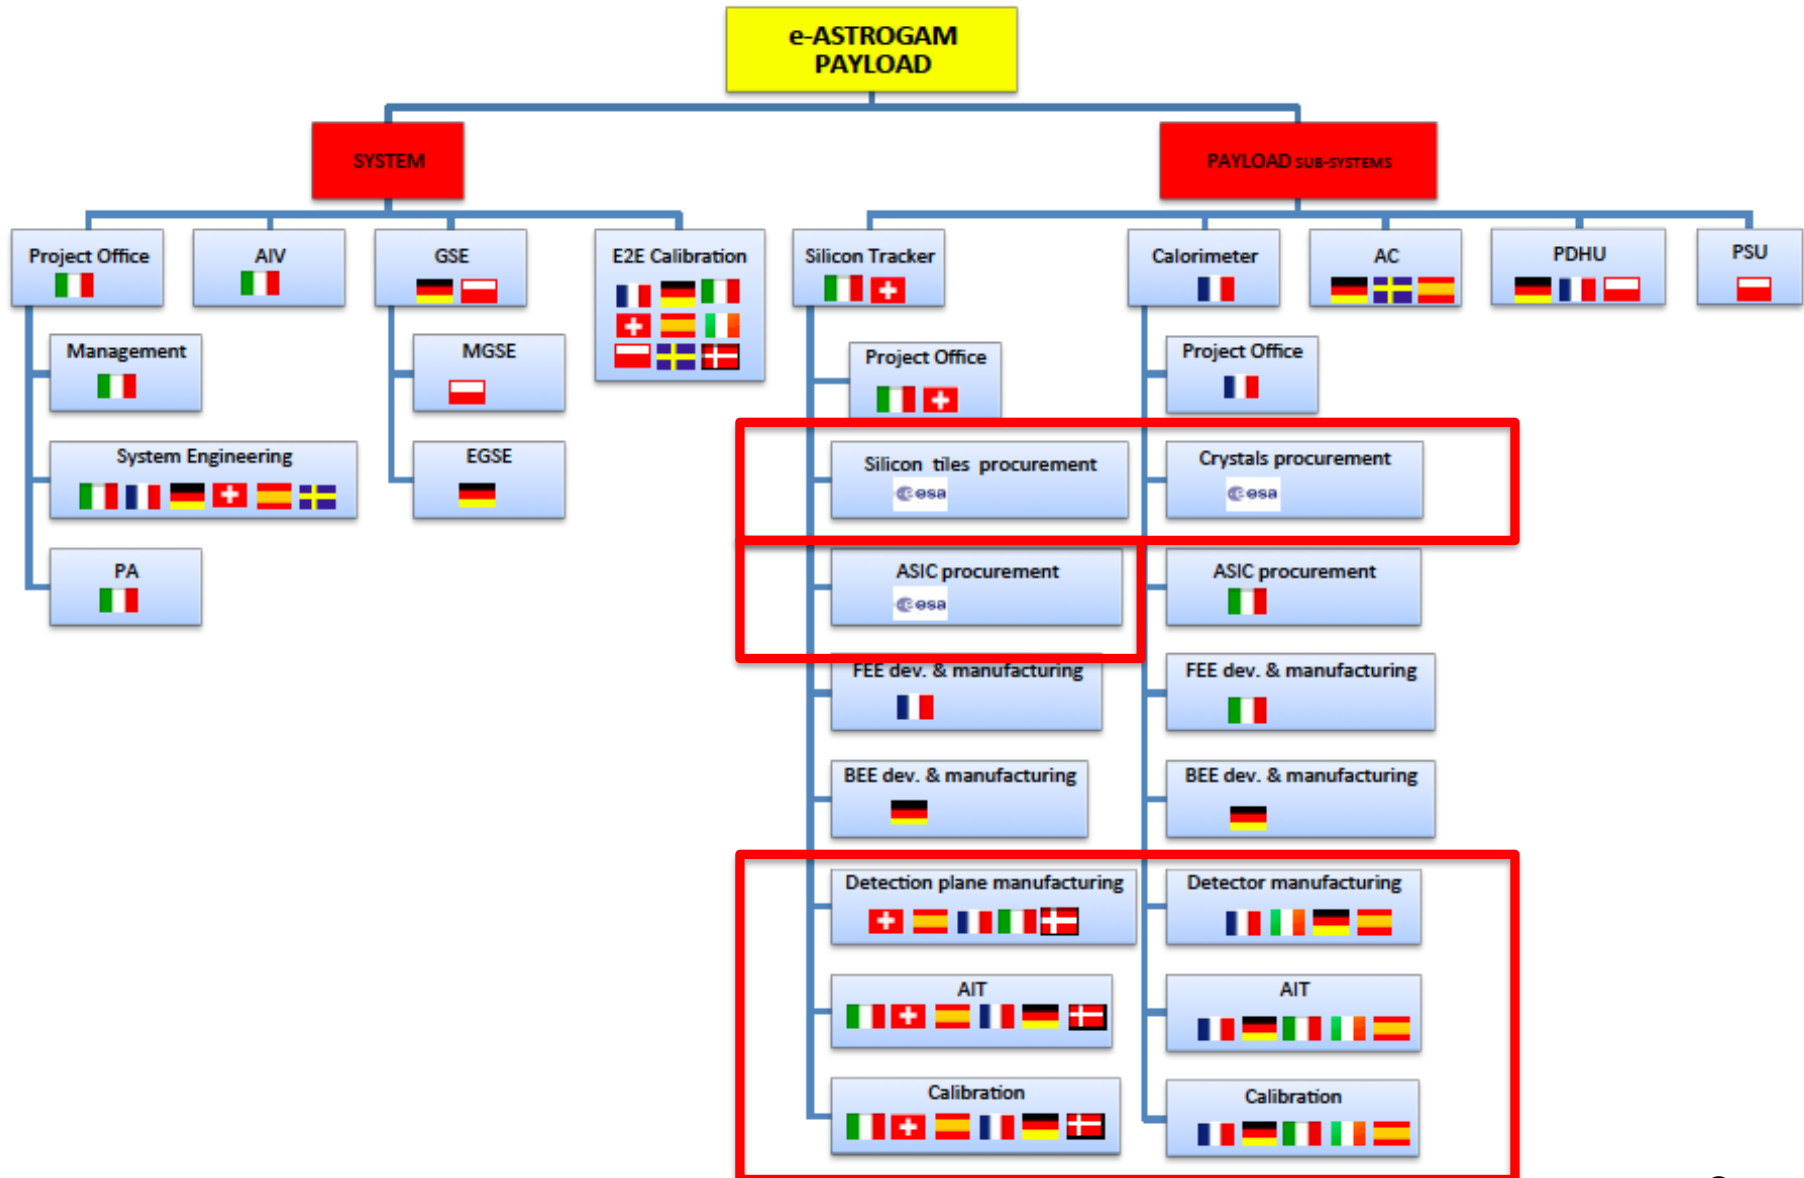 e-ASTROGAM
PAYLOAD
SYSTEM
PAYLOAD SUB-SYSTEMS
Project Office
AIV
GSE
E2E Calibration
Silicon Tracker
Calorimeter
AC
PDHU
PSU
Management
MGSE
Project Office
Project Office
System Engineering
EGSE
Silicon tiles procurement
esa
Crystals procurement
esa
PA
ASIC procurement
esa
ASIC procurement
FEE dev. & manufacturing
FEE dev. & manufacturing
BEE dev. & manufacturing
BEE dev. & manufacturing
Detection plane manufacturing
Detector manufacturing
AIT
AIT
Calibration
Calibration